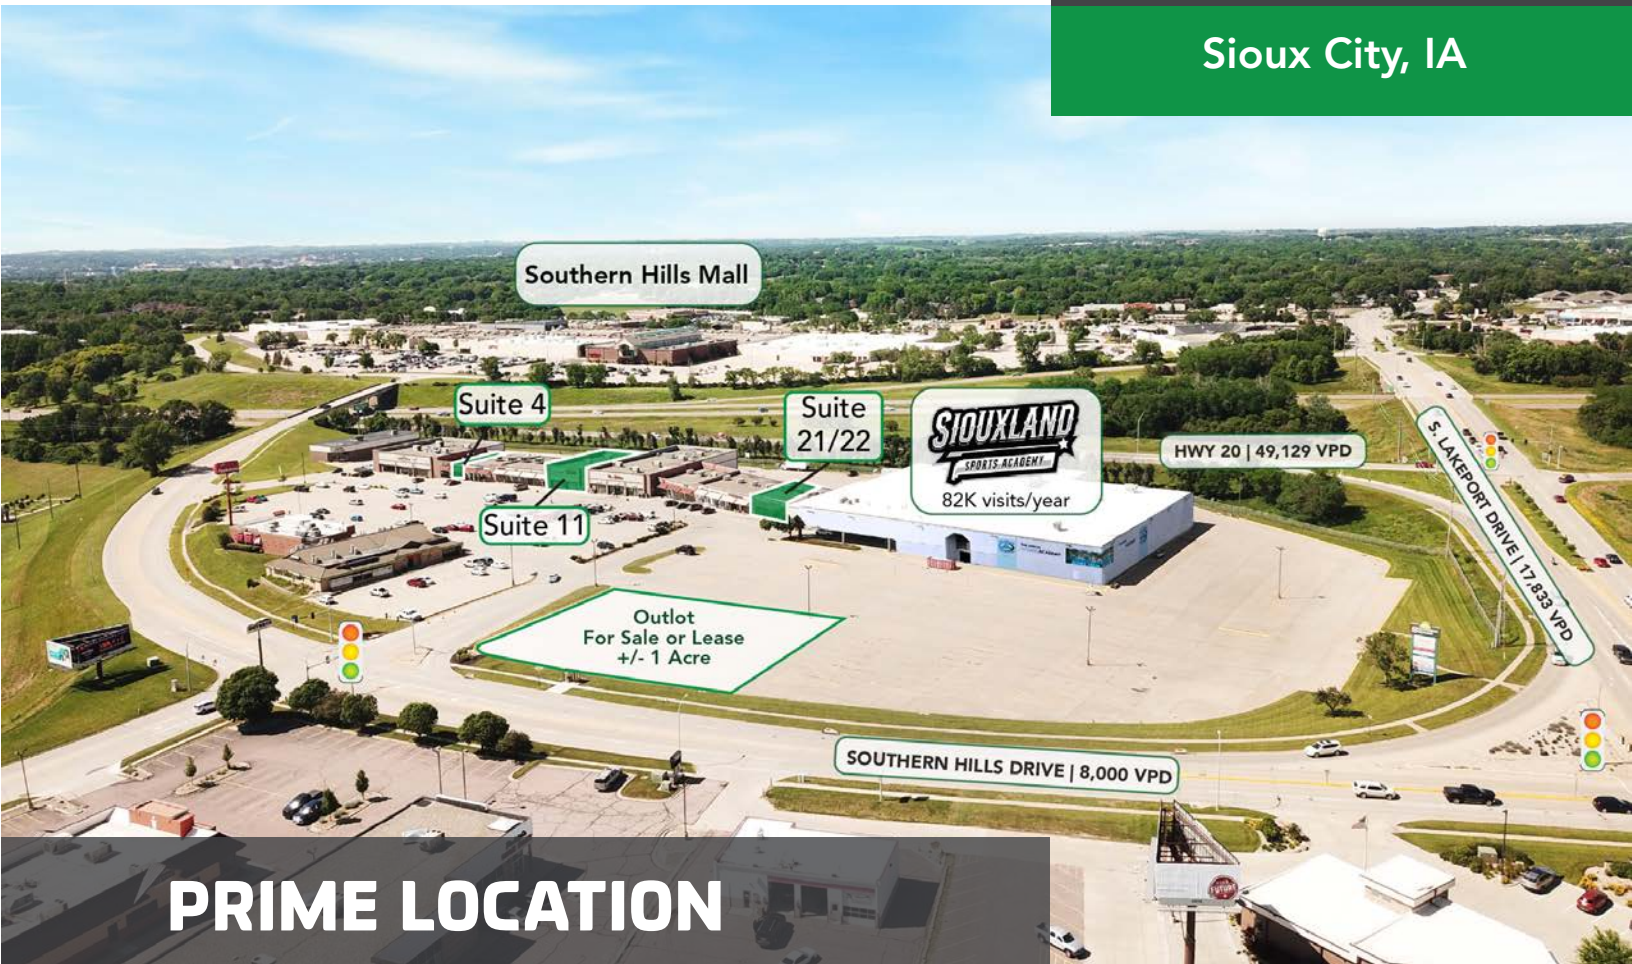 Sioux City, IA
Southern Hills Mall
Suite 4
Suite
21/22
SIOUXLAND
SPORTS ACADEMY
82K visits/year
HWY 20 | 49,129 VPD
S. LAKEPORT DRIVE | 17,833 VPD
Suite 11
Outlot
For Sale or Lease
+/- 1 Acre
SOUTHERN HILLS DRIVE | 8,000 VPD
FUTURE
PRIME LOCATION